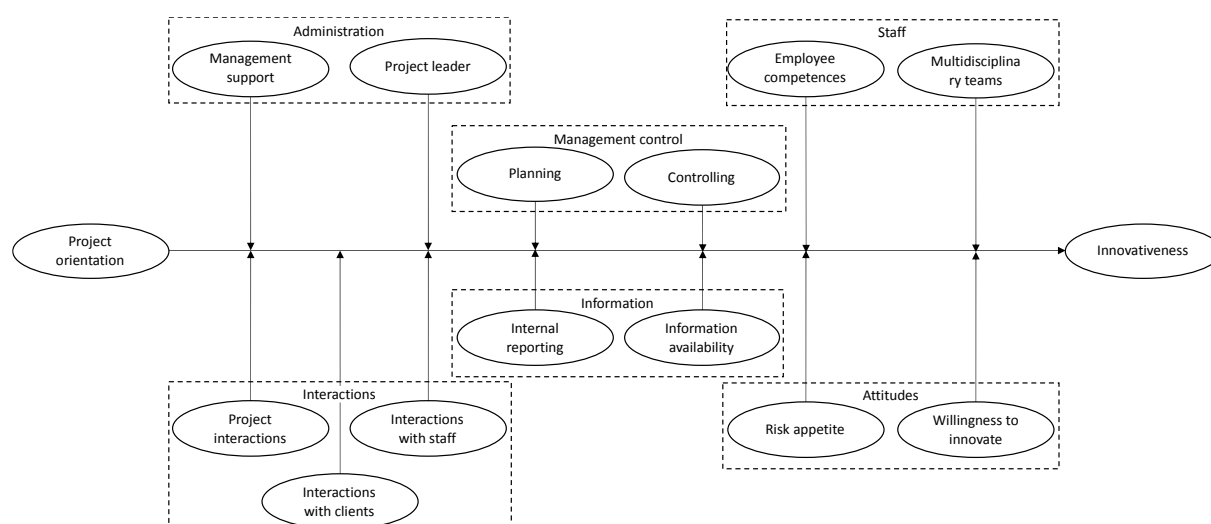 Administration
Management
support
Project leader
Staff
Employee
competences
Multidisciplina
ry teams
Management control
Planning
Controlling
Project
orientation
Innovativeness
Information
Internal
reporting
Information
availability
Interactions
Project
interactions
Interactions
with staff
Interactions
with clients
Attitudes
Risk appetite
Willingness to
innovate